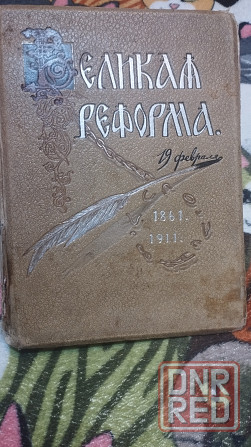 Великая
реформа.
19 февраля
1861.
1911.
DNR
RED